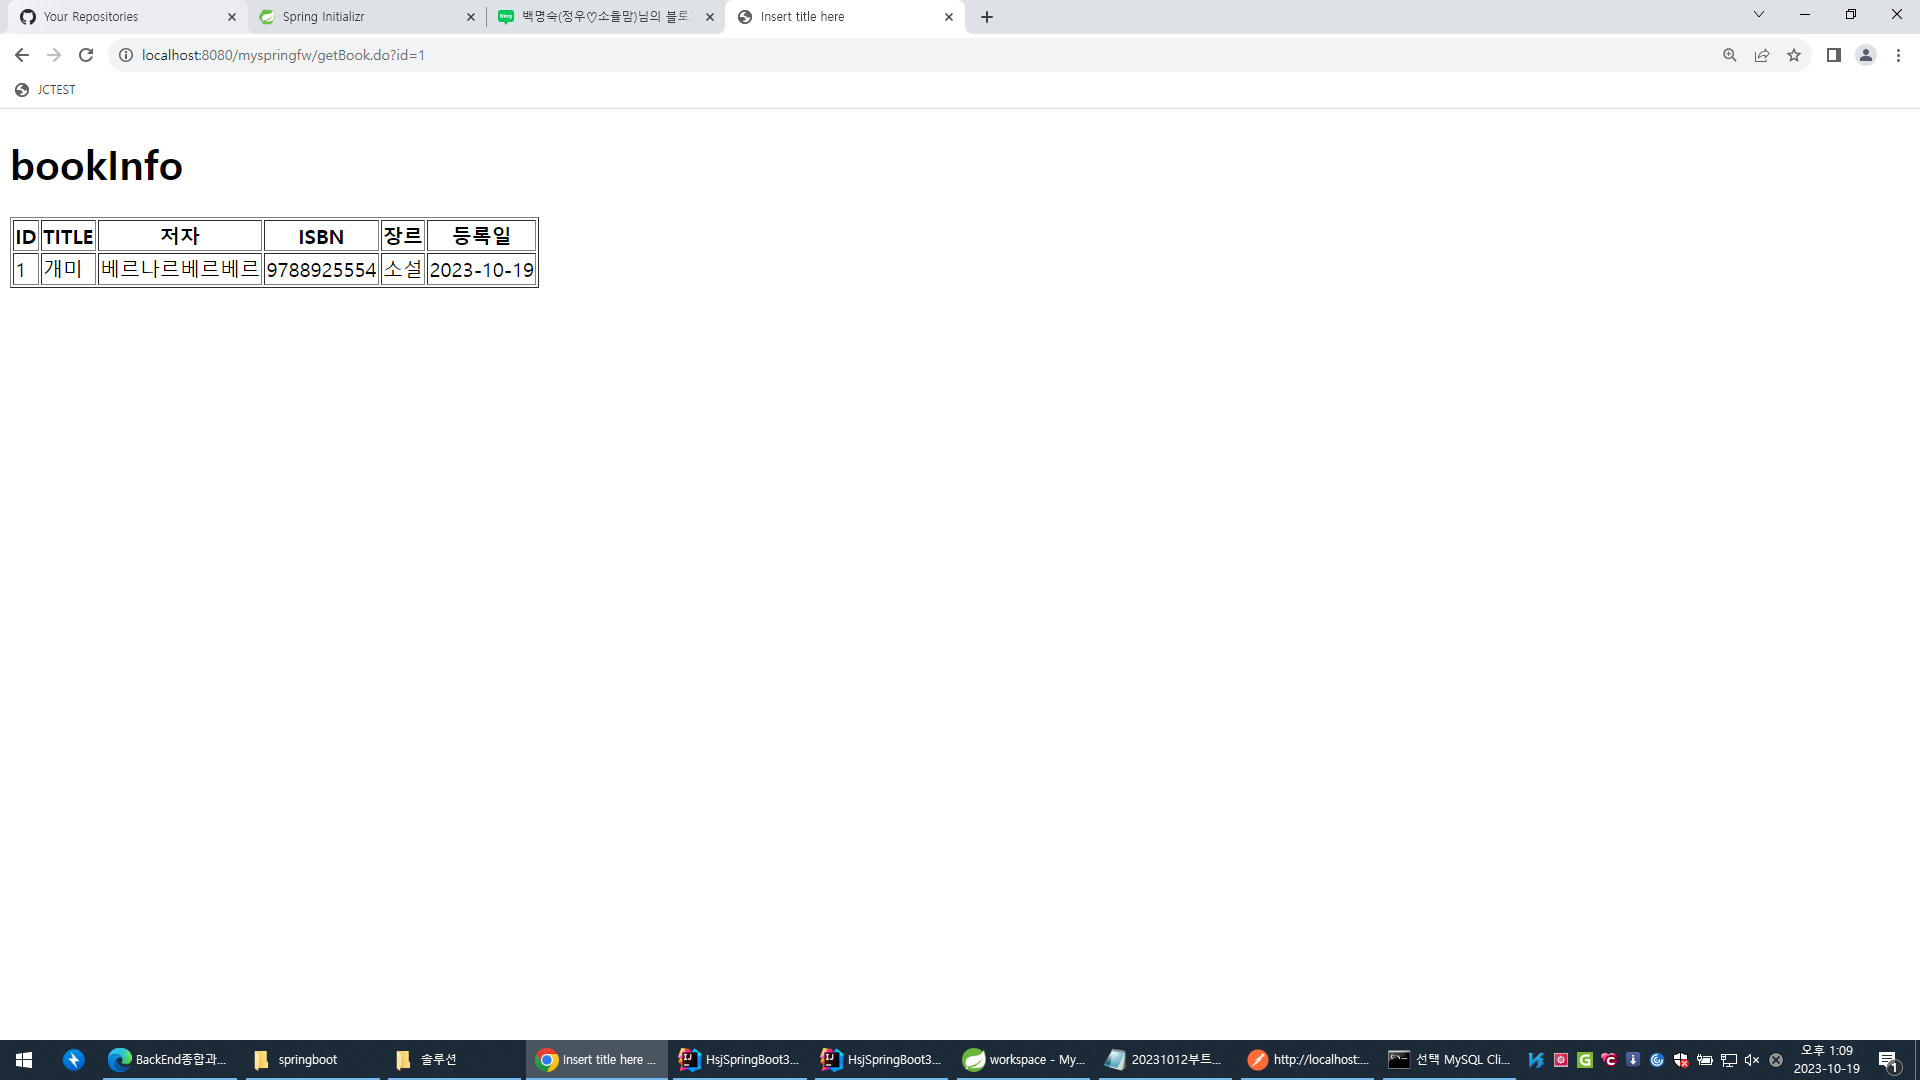 Your Repositories
Spring Initializr
백명숙(정우♡소율맘)님의 블로
Insert title here
localhost:8080/myspringfw/getBook.do?id=1
JCTEST
bookInfo
ID TITLE 저자 ISBN 장르 등록일
1 개미 베르나르베르베르 9788925554 소설 2023-10-19
BackEnd종합과... springboot 솔루션 Insert title here ... HsjSpringBoot3... HsjSpringBoot3... workspace - My... 20231012부트... http://localhost:... 선택 MySQL Cli... 오후 1:09
2023-10-19
1